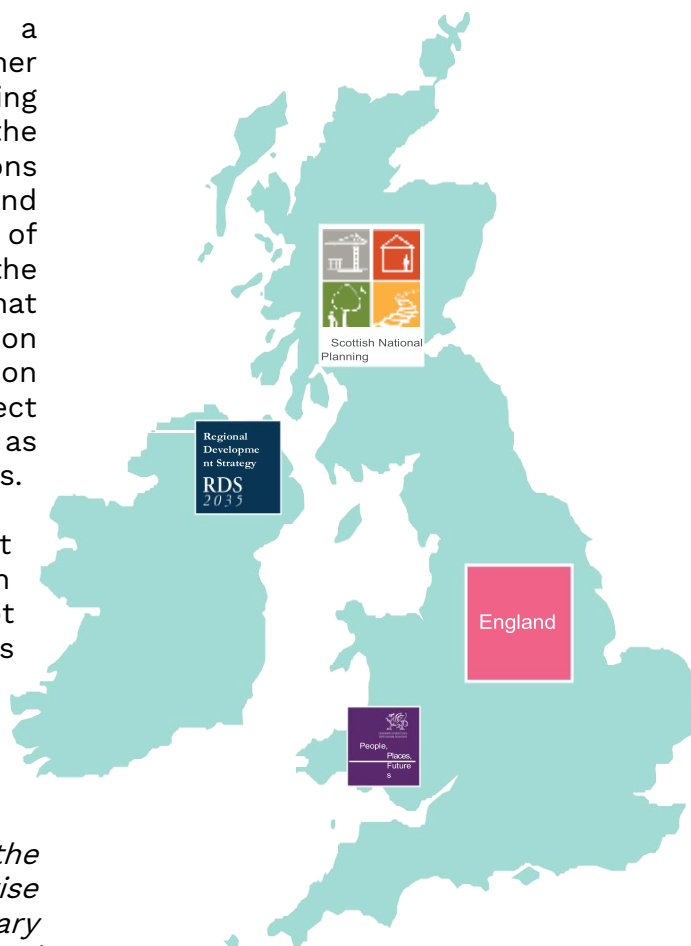 a
her
ing
the
ons
nd
of
the
hat
on
on
ect
as
s.
t
n
ot
s
the
ise
ary
Scottish National
Planning
Regional
Developme
nt Strategy
RDS
2035
England
People,
Places,
Future
s